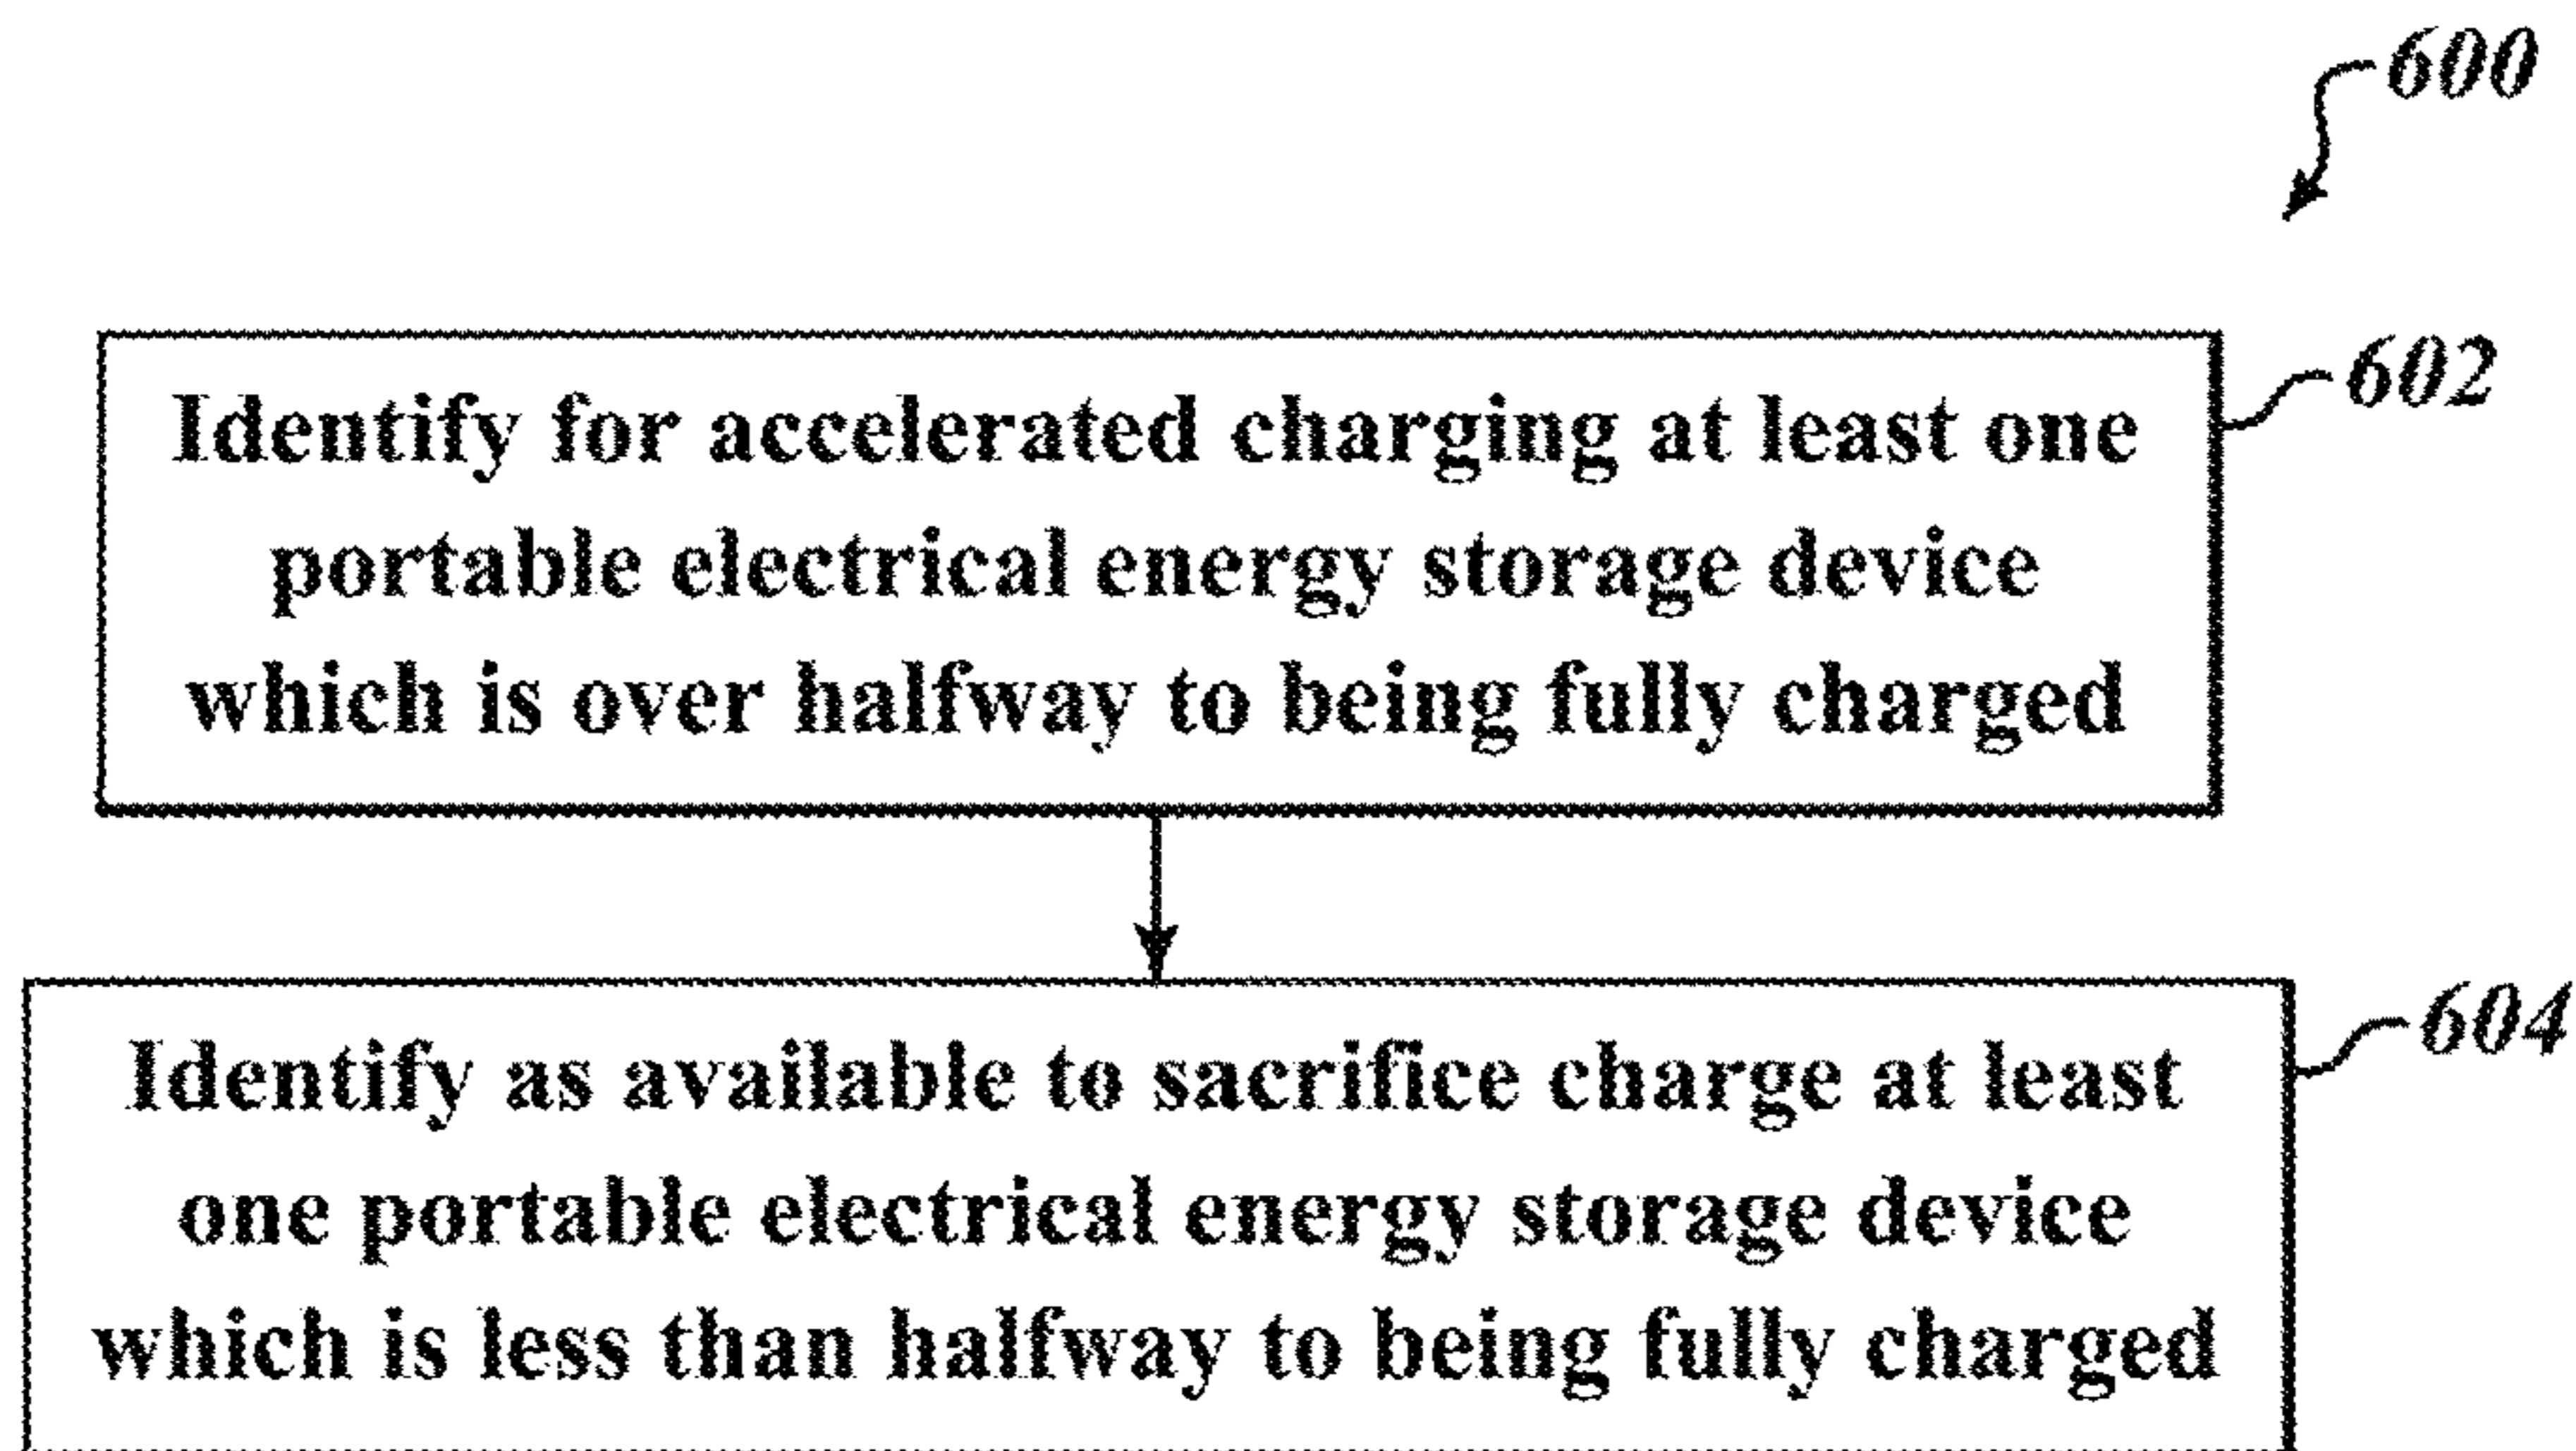 600
602
Identify for accelerated charging at least one
portable electrical energy storage device
which is over halfway to being fully charged
604
Identify as available to sacrifice charge at least
one portable electrical energy storage device
which is less than halfway to being fully charged